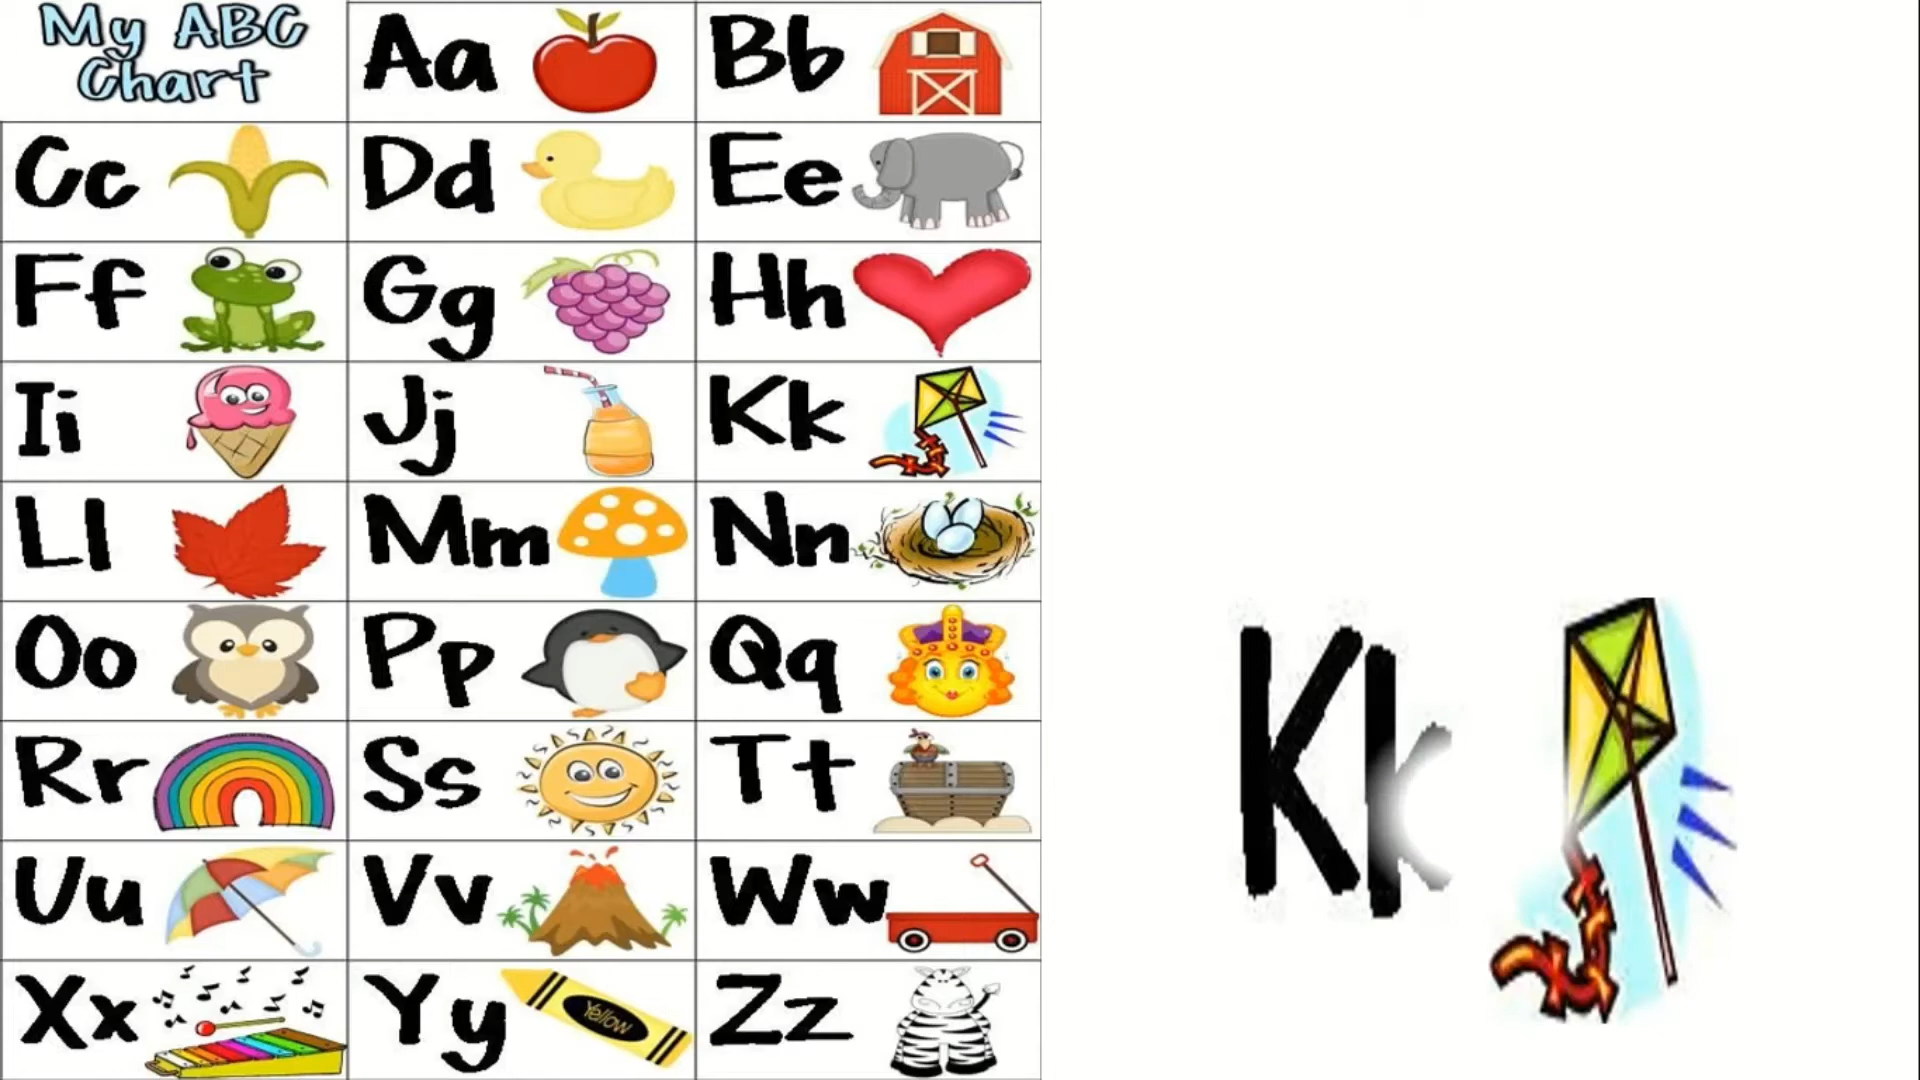 My ABC
Chart
Aa
Bb
Cc
Dd
Ee
Ff
Gg
Hh
Ii
Jj
Kk
Ll
Mm
Nn
Oo
Pp
Qq
Rr
Ss
Tt
Uu
Vv
Ww
Xx
Yy
Yellow
Zz
Kk